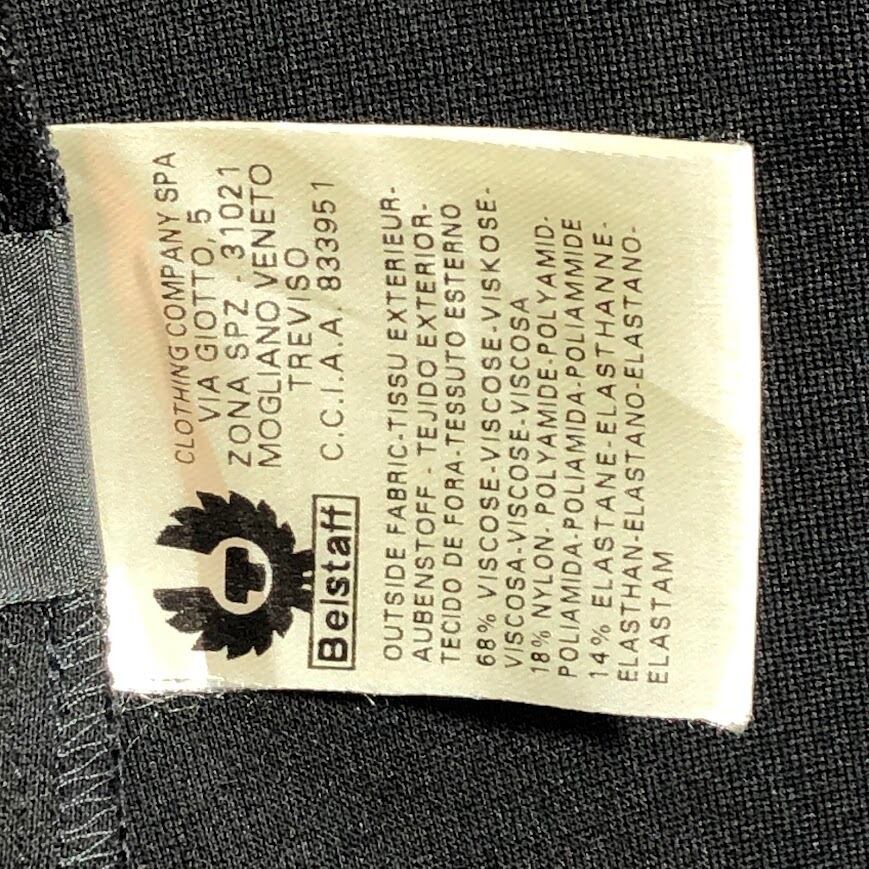 CLOTHING COMPANY SPA
VIA GIOTTO, 5
ZONA SPZ - 31021
MOGLIANO VENETO
TREVISO
C.C.I.A.A. 833951
Belstaff
OUTSIDE FABRIC-TISSU EXTERIEUR-
AUBENSTOFF - TEJIDO EXTERIOR-
TECIDO DE FORA-TESSUTO ESTERNO
68% VISCOSE-VISCOSE-VISKOSE-
VISCOSA-VISCOSE-VISCOSA
18% NYLON- POLYAMIDE-POLYAMID-
POLIAMIDA-POLIAMIDA-POLIAMMIDE
14% ELASTANE-ELASTHANNE-
ELASTHAN-ELASTANO-ELASTANO-
ELASTAM